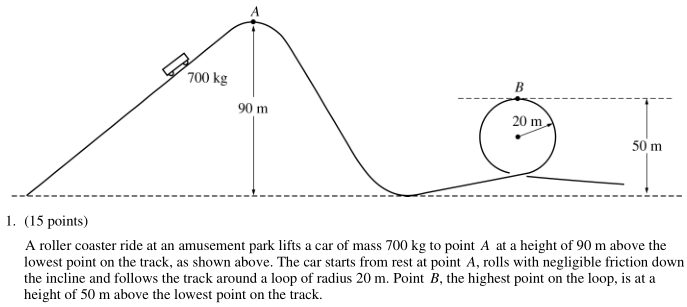 A
700 kg
90 m
B
20 m
50 m
1. (15 points)
A roller coaster ride at an amusement park lifts a car of mass 700 kg to point A at a height of 90 m above the
lowest point on the track, as shown above. The car starts from rest at point A, rolls with negligible friction down
the incline and follows the track around a loop of radius 20 m. Point B, the highest point on the loop, is at a
height of 50 m above the lowest point on the track.